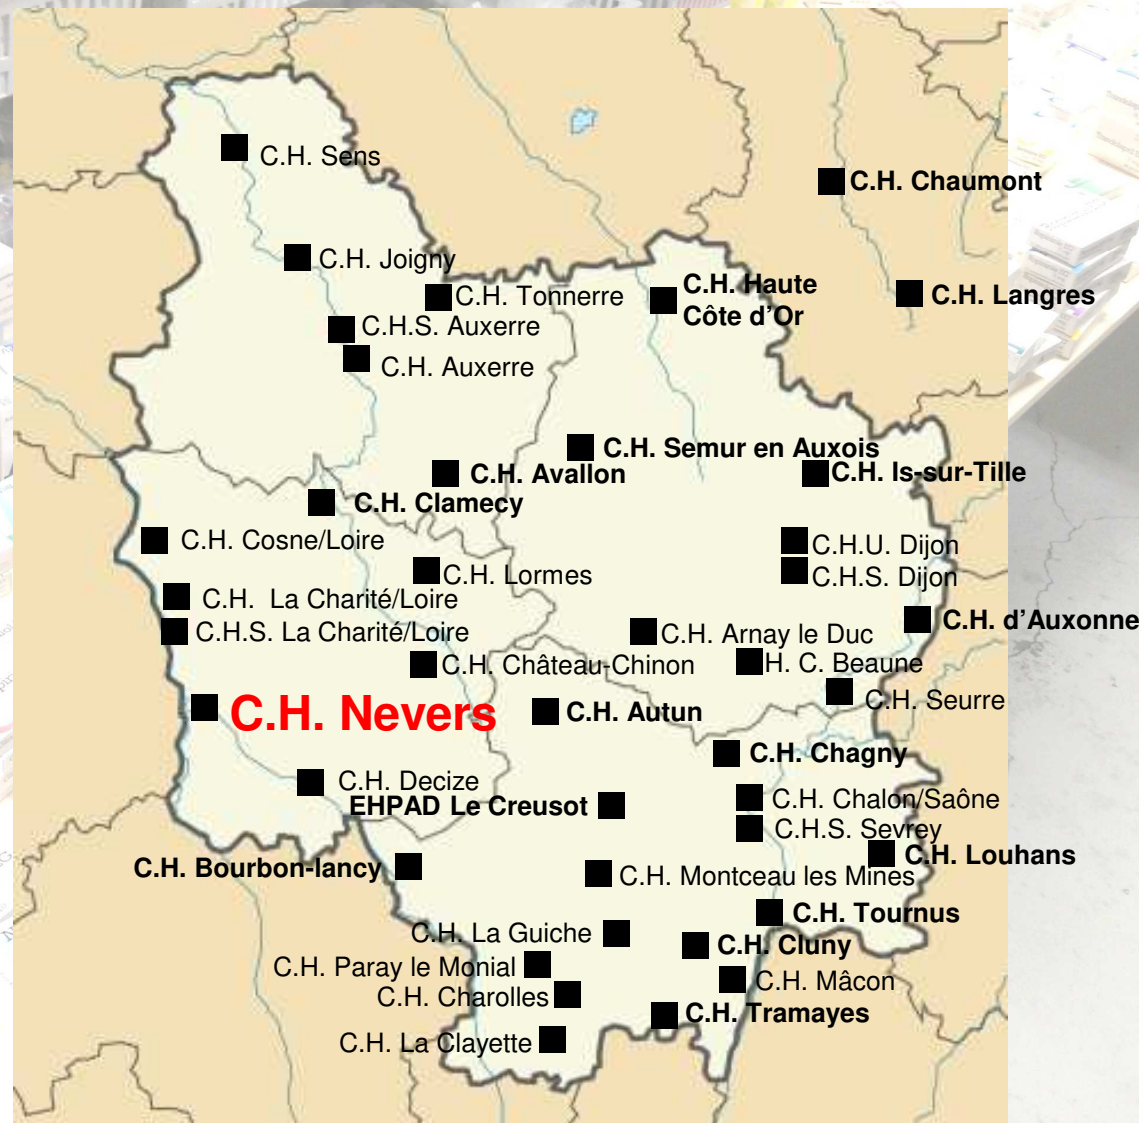 C.H. Sens
C.H. Chaumont
C.H. Joigny
C.H. Tonnerre
C.H. Haute
Côte d'Or
C.H. Langres
C.H.S. Auxerre
C.H. Auxerre
C.H. Semur en Auxois
C.H. Avallon
C.H. Is-sur-Tille
C.H. Clamecy
C.H. Cosne/Loire
C.H.U. Dijon
C.H. Lormes
C.H.S. Dijon
C.H. La Charité/Loire
C.H. d'Auxonne
C.H.S. La Charité/Loire
C.H. Arnay le Duc
C.H. Château-Chinon
H. C. Beaune
C.H. Seurre
C.H. Nevers
C.H. Autun
C.H. Chagny
C.H. Decize
EHPAD Le Creusot
C.H. Chalon/Saône
C.H.S. Sevrey
C.H. Louhans
C.H. Bourbon-lancy
C.H. Montceau les Mines
C.H. Tournus
C.H. La Guiche
C.H. Cluny
C.H. Paray le Monial
C.H. Mâcon
C.H. Charolles
C.H. Tramayes
C.H. La Clayette